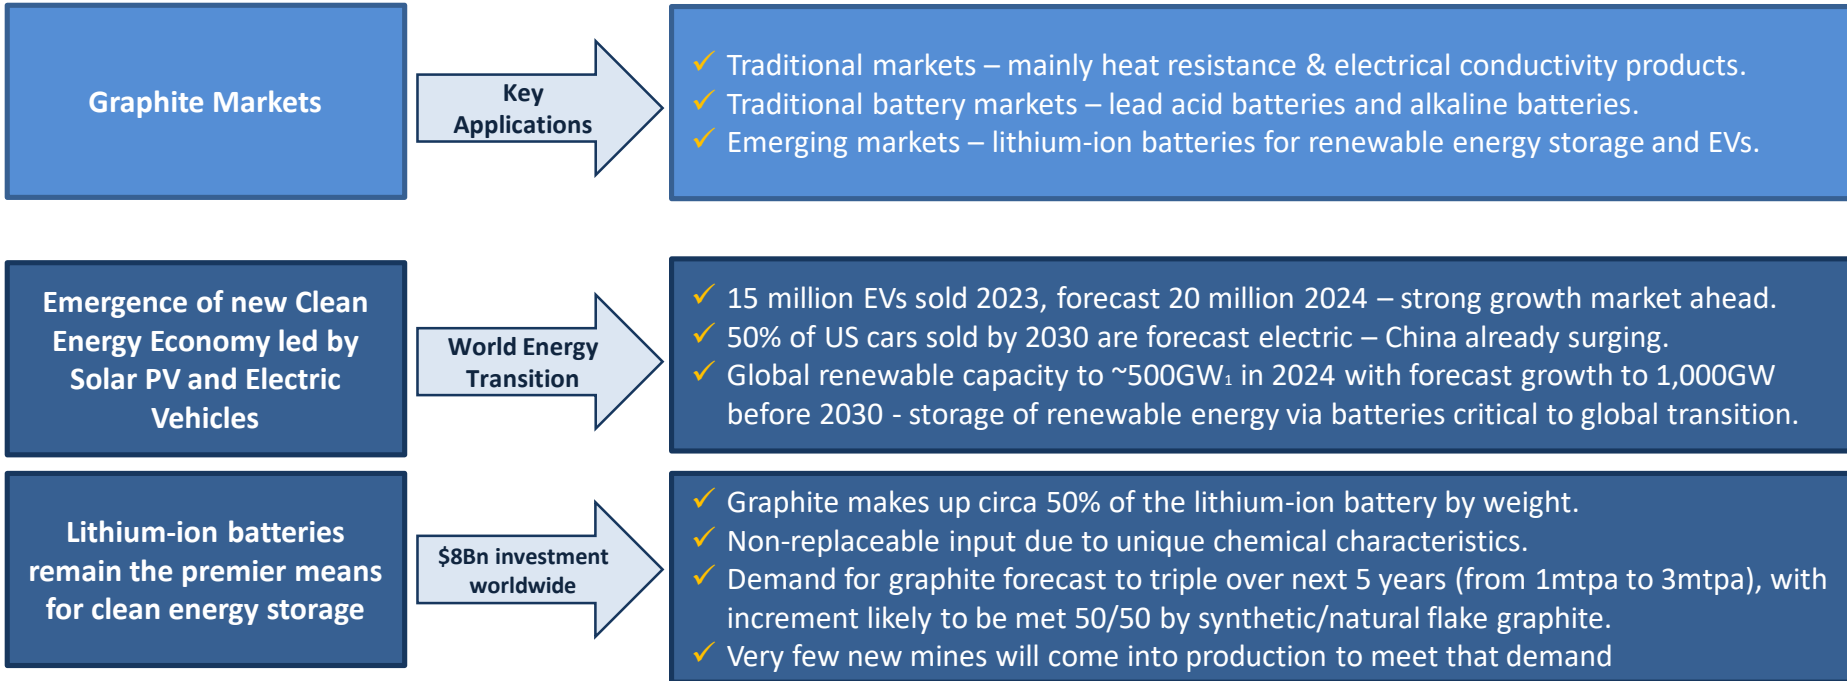 Graphite Markets
Key
Applications
✓ Traditional markets – mainly heat resistance & electrical conductivity products.
✓ Traditional battery markets – lead acid batteries and alkaline batteries.
✓ Emerging markets – lithium-ion batteries for renewable energy storage and EVs.
Emergence of new Clean
Energy Economy led by
Solar PV and Electric
Vehicles
World Energy
Transition
✓ 15 million EVs sold 2023, forecast 20 million 2024 – strong growth market ahead.
✓ 50% of US cars sold by 2030 are forecast electric – China already surging.
✓ Global renewable capacity to ~500GW₁ in 2024 with forecast growth to 1,000GW
before 2030 - storage of renewable energy via batteries critical to global transition.
Lithium-ion batteries
remain the premier means
for clean energy storage
$8Bn investment
worldwide
✓ Graphite makes up circa 50% of the lithium-ion battery by weight.
✓ Non-replaceable input due to unique chemical characteristics.
✓ Demand for graphite forecast to triple over next 5 years (from 1mtpa to 3mtpa), with
increment likely to be met 50/50 by synthetic/natural flake graphite.
✓ Very few new mines will come into production to meet that demand